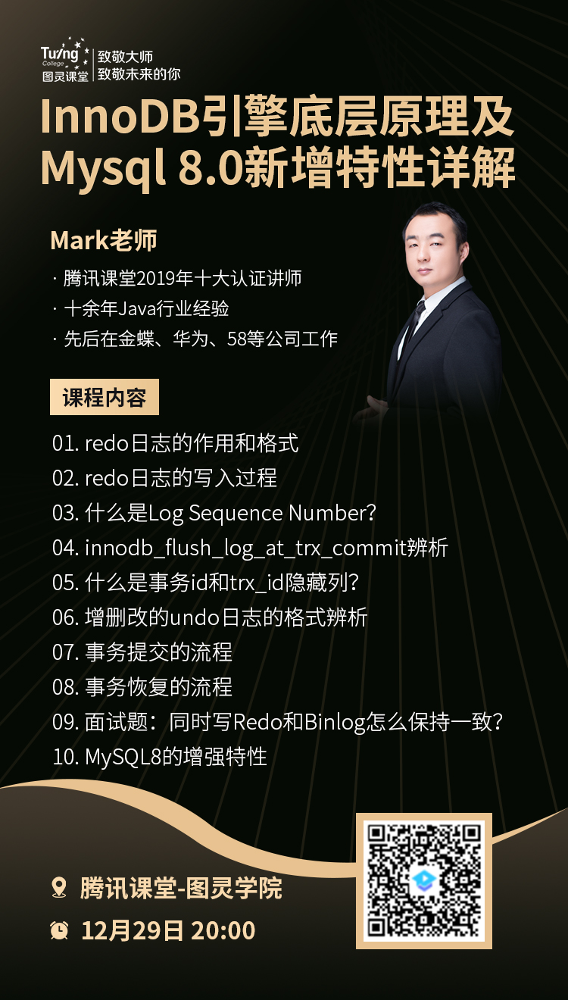 Tuing
College
图灵课堂
致敬大师
致敬未来的你
InnoDB引擎底层原理及
Mysql 8.0新增特性详解
Mark老师
· 腾讯课堂2019年十大认证讲师
· 十余年Java行业经验
· 先后在金蝶、华为、58等公司工作
课程内容
01. redo日志的作用和格式
02. redo日志的写入过程
03. 什么是Log Sequence Number？
04. innodb_flush_log_at_trx_commit辨析
05. 什么是事务id和trx_id隐藏列？
06. 增删改的undo日志的格式辨析
07. 事务提交的流程
08. 事务恢复的流程
09. 面试题：同时写Redo和Binlog怎么保持一致？
10. MySQL8的增强特性
腾讯课堂-图灵学院
12月29日 20:00